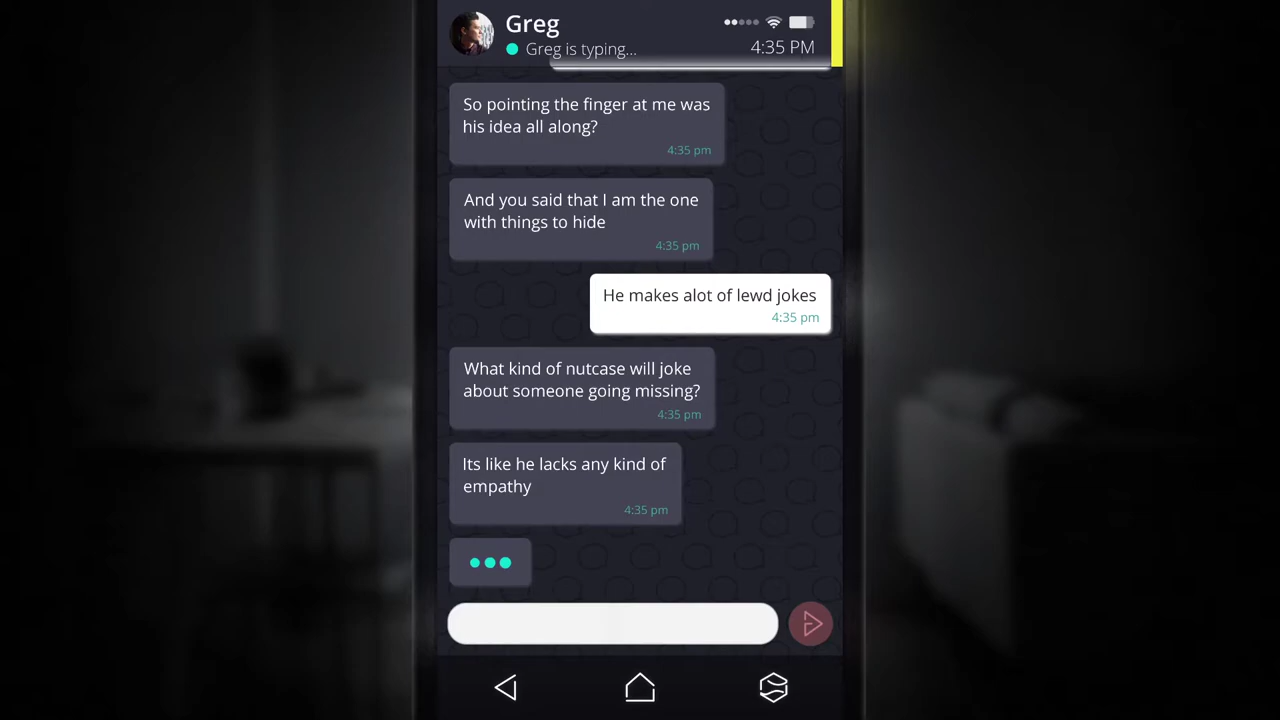 Greg
Greg is typing...
4:35 PM
So pointing the finger at me was
his idea all along?
4:35 pm
And you said that I am the one
with things to hide
4:35 pm
He makes alot of lewd jokes
4:35 pm
What kind of nutcase will joke
about someone going missing?
4:35 pm
Its like he lacks any kind of
empathy
4:35 pm